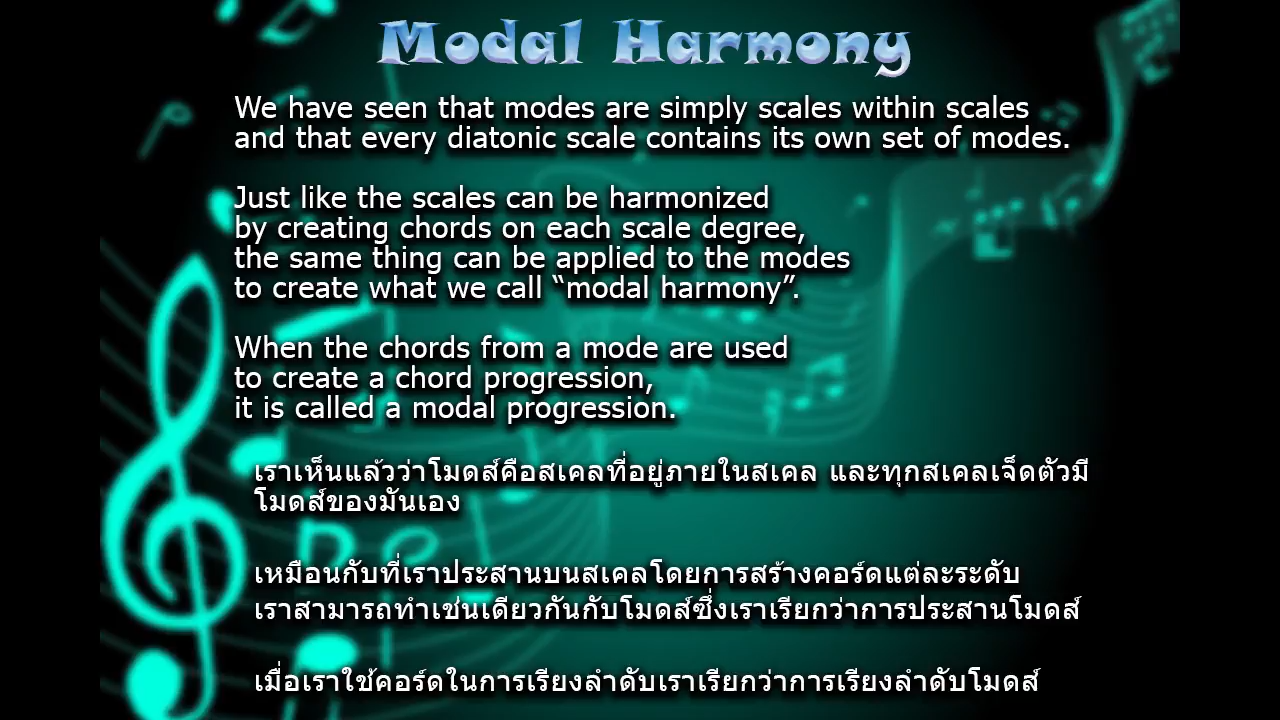 Modal Harmony
We have seen that modes are simply scales within scales
and that every diatonic scale contains its own set of modes.
Just like the scales can be harmonized
by creating chords on each scale degree,
the same thing can be applied to the modes
to create what we call “modal harmony”.
When the chords from a mode are used
to create a chord progression,
it is called a modal progression.
เราเห็นแล้วว่าโมดส์คือสเคลที่อยู่ภายในสเคล และทุกสเคลเจ็ดตัวมี
โมดส์ของมันเอง
เหมือนกับที่เราประสานบนสเคลโดยการสร้างคอร์ดแต่ละระดับ
เราสามารถทำเช่นเดียวกันกับโมดส์ซึ่งเราเรียกว่าการประสานโมดส์
เมื่อเราใช้คอร์ดในการเรียงลำดับเราเรียกว่าการเรียงลำดับโมดส์